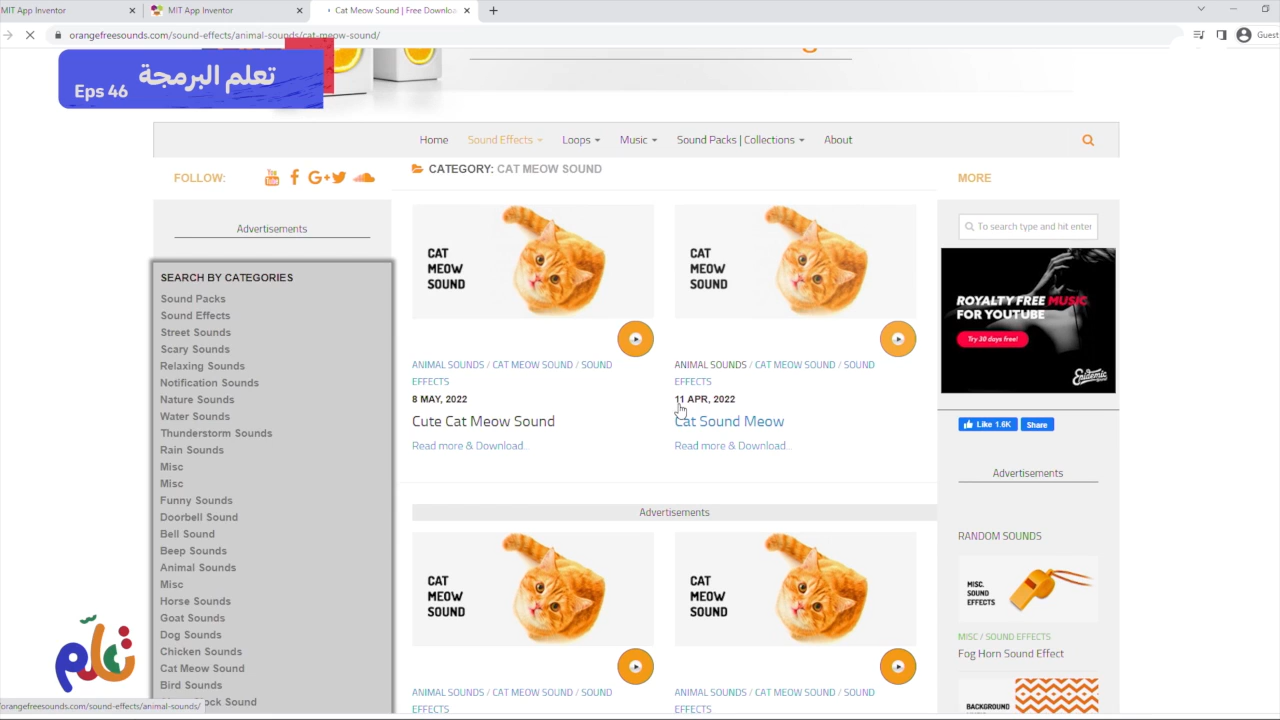 MIT App Inventor
MIT App Inventor
Cat Meow Sound | Free Downloa
orangefreesounds.com/sound-effects/animal-sounds/cat-meow-sound/
Guest
تعلم البرمجة
Eps 46
Home
Sound Effects
Loops
Music
Sound Packs | Collections
About
FOLLOW:
You
Tube
G+
CATEGORY: CAT MEOW SOUND
MORE
Advertisements
To search type and hit enter
SEARCH BY CATEGORIES
Sound Packs
Sound Effects
Street Sounds
Scary Sounds
Relaxing Sounds
Notification Sounds
Nature Sounds
Water Sounds
Thunderstorm Sounds
Rain Sounds
Misc
Misc
Funny Sounds
Doorbell Sound
Bell Sound
Beep Sounds
Animal Sounds
Misc
Horse Sounds
Goat Sounds
Dog Sounds
Chicken Sounds
Cat Meow Sound
Bird Sounds
ock Sound
CAT
MEOW
SOUND
ANIMAL SOUNDS / CAT MEOW SOUND / SOUND
EFFECTS
8 MAY, 2022
Cute Cat Meow Sound
Read more & Download...
CAT
MEOW
SOUND
ANIMAL SOUNDS / CAT MEOW SOUND / SOUND
EFFECTS
11 APR, 2022
Cat Sound Meow
Read more & Download...
Advertisements
CAT
MEOW
SOUND
ANIMAL SOUNDS / CAT MEOW SOUND / SOUND
EFFECTS
CAT
MEOW
SOUND
ANIMAL SOUNDS / CAT MEOW SOUND / SOUND
EFFECTS
ROYALTY FREE MUSIC
FOR YOUTUBE
Try 30 days free!
Epidemic
Like 1.6K
Share
Advertisements
RANDOM SOUNDS
MISC.
SOUND
EFFECTS
MISC / SOUND EFFECTS
Fog Horn Sound Effect
BACKGROUND
orangefreesounds.com/sound-effects/animal-sounds/